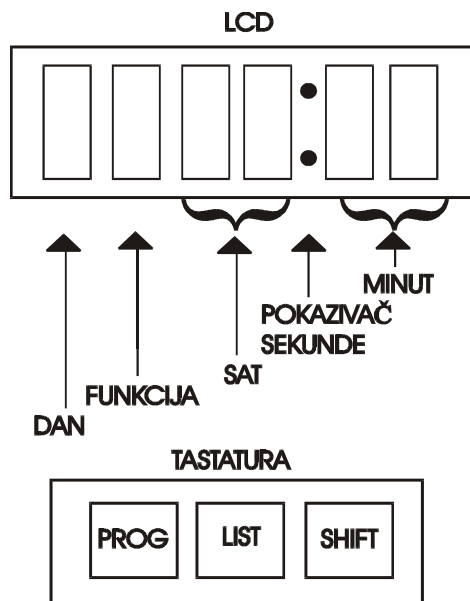 LCD
MINUT
POKAZIVAČ
SEKUNDE
SAT
FUNKCIJA
DAN
TASTATURA
PROG
LIST
SHIFT